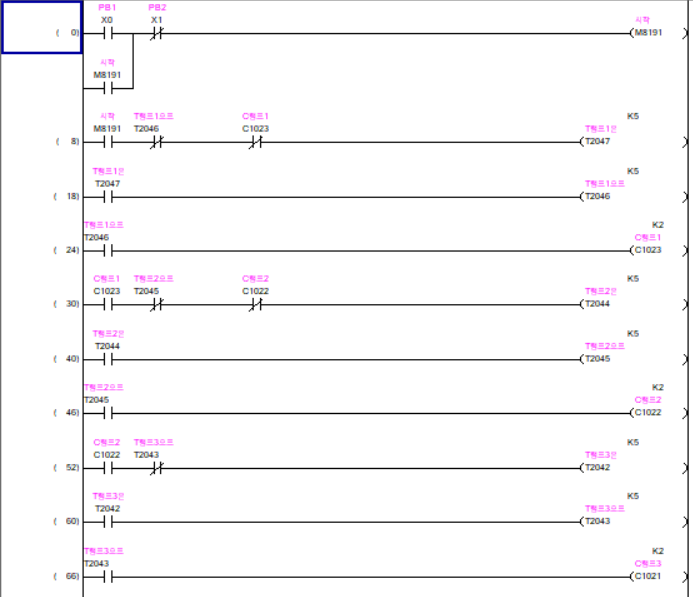 PB1 PB2
X0 X1 시작
( 0) (M8191 )
시작
M8191
시작 T램프1오프 C램프1 K5
M8191 T2046 C1023 T램프1온
( 8) (T2047 )
T램프1온 K5
T2047 T램프1오프
( 18) (T2046 )
T램프1오프 K2
T2046 C램프1
( 24) (C1023 )
C램프1 T램프2오프 C램프2 K5
C1023 T2045 C1022 T램프2온
( 30) (T2044 )
T램프2온 K5
T2044 T램프2오프
( 40) (T2045 )
T램프2오프 K2
T2045 C램프2
( 46) (C1022 )
C램프2 T램프3오프 K5
C1022 T2043 T램프3온
( 52) (T2042 )
T램프3온 K5
T2042 T램프3오프
( 60) (T2043 )
T램프3오프 K2
T2043 C램프3
( 66) (C1021 )